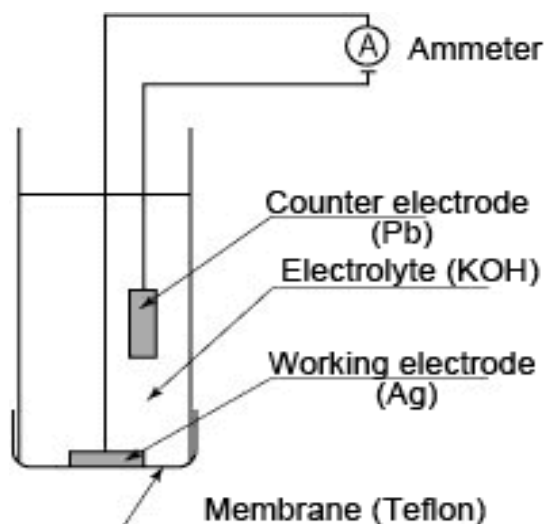 A Ammeter
Counter electrode
(Pb)
Electrolyte (KOH)
Working electrode
(Ag)
Membrane (Teflon)